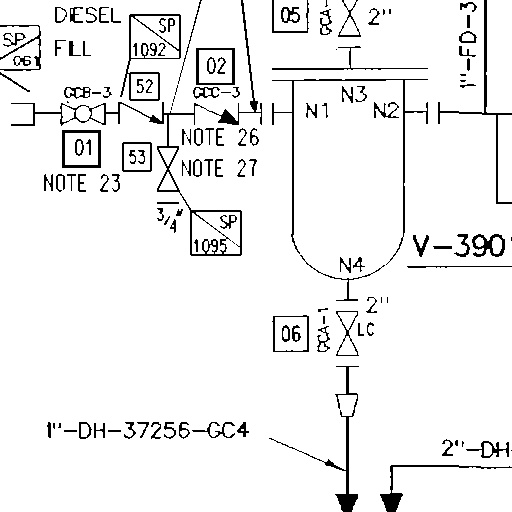 DIESEL
FILL
SP
061
SP
1092
05
2"
1"-FD-3
52
02
GCB-3
GCC-3
N3
N1
N2
01
NOTE 23
53
NOTE 26
NOTE 27
3/4"
SP
1095
V-390
N4
06
GCA-1
2"
LC
1"-DH-37256-GC4
2"-DH-